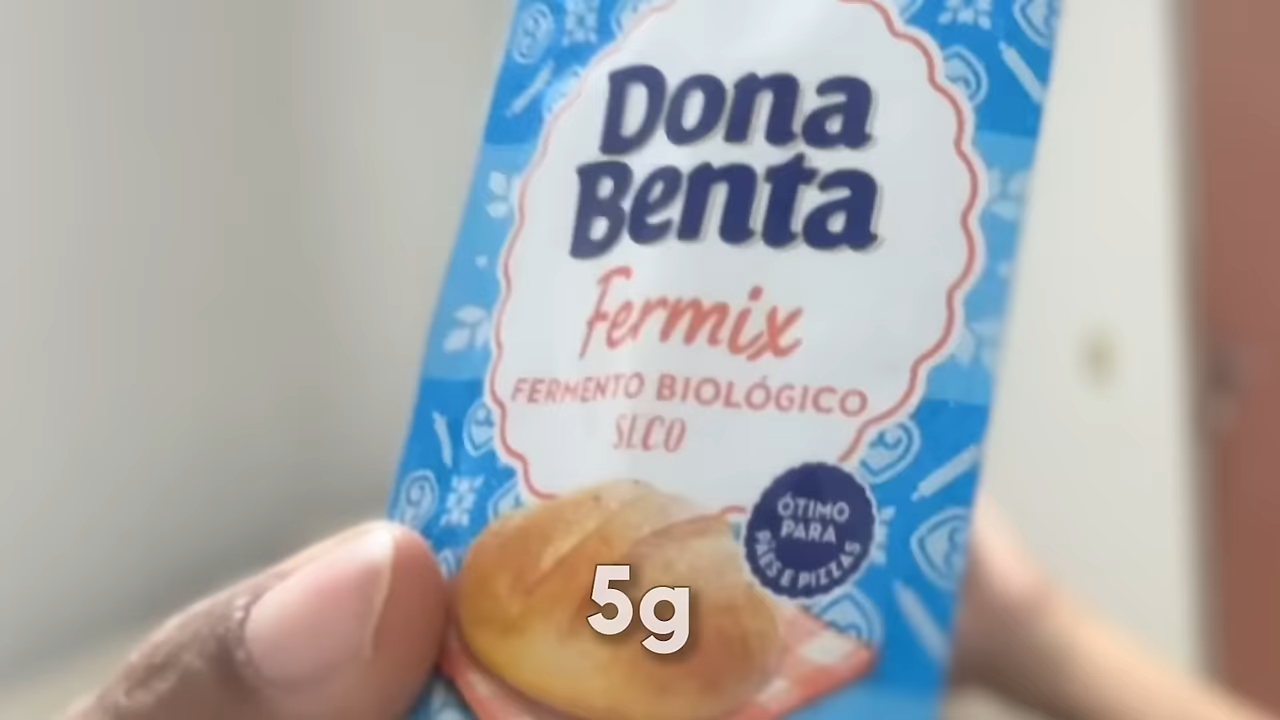 Dona
Benta
Fermix
FERMENTO BIOLÓGICO
SECO
ÓTIMO
PARA
PÃES E PIZZAS
5g